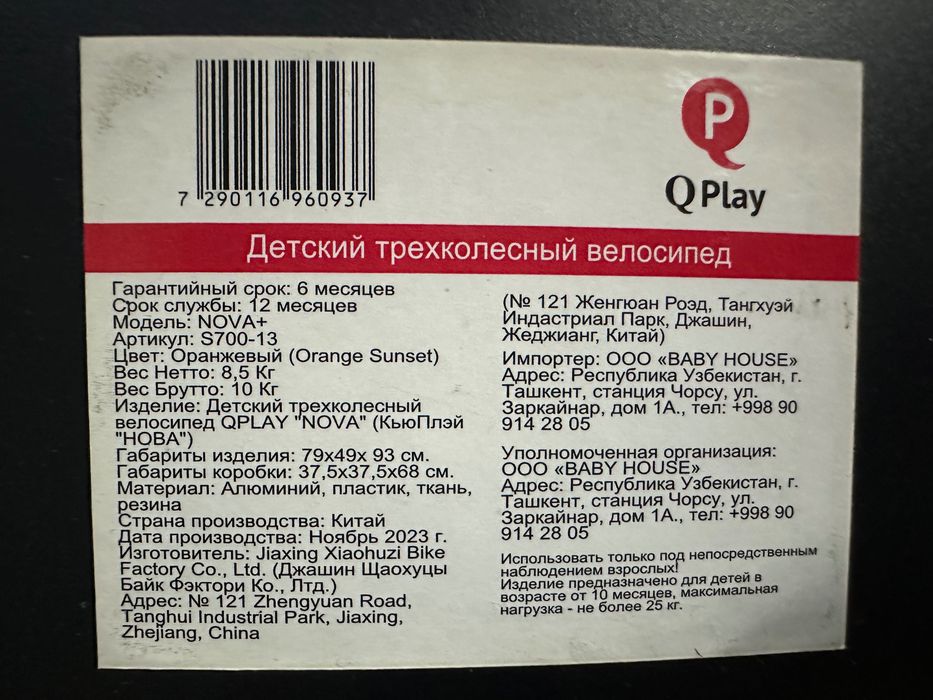 7 290116 960937
P
Q Play
Детский трехколесный велосипед
Гарантийный срок: 6 месяцев
Срок службы: 12 месяцев
Модель: NOVA+
Артикул: S700-13
Цвет: Оранжевый (Orange Sunset)
Вес Нетто: 8,5 Кг
Вес Брутто: 10 Кг
Изделие: Детский трехколесный
велосипед QPLAY "NOVA" (КьюПлэй
"НОВА")
Габариты изделия: 79x49x 93 см.
Габариты коробки: 37,5x37,5x68 см.
Материал: Алюминий, пластик, ткань,
резина
Страна производства: Китай
Дата производства: Ноябрь 2023 г.
Изготовитель: Jiaxing Xiaohuzi Bike
Factory Co., Ltd. (Джашин Щаохуцы
Байк Фэктори Ко., Лтд.)
Адрес: № 121 Zhengyuan Road,
Tanghui Industrial Park, Jiaxing,
Zhejiang, China
(№ 121 Женгюан Роэд, Тангхуэй
Индастриал Парк, Джашин,
Жеджианг, Китай)
Импортер: ООО «BABY HOUSE»
Адрес: Республика Узбекистан, г.
Ташкент, станция Чорсу, ул.
Заркайнар, дом 1А., тел: +998 90
914 28 05
Уполномоченная организация:
ООО «BABY HOUSE»
Адрес: Республика Узбекистан, г.
Ташкент, станция Чорсу, ул.
Заркайнар, дом 1А., тел: +998 90
914 28 05
Использовать только под непосредственным
наблюдением взрослых!
Изделие предназначено для детей в
возрасте от 10 месяцев, максимальная
нагрузка - не более 25 кг.